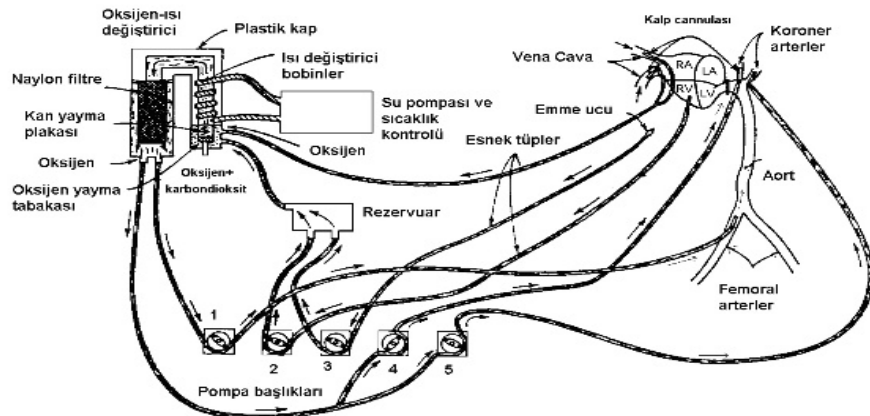 Oksijen-ısı
değiştirici
Plastik kap
Isı değiştirici
bobinler
Naylon filtre
Kan yayma
plakası
Oksijen
Oksijen yayma
tabakası
Oksijen+
karbondioksit
Oksijen
Su pompası ve
sıcaklık
kontrolü
Rezervuar
Kalp cannulası
Vena Cava
Emme ucu
Esnek tüpler
RA
LA
RV
LV
Koroner
arterler
Aort
Femoral
arterler
1
2
3
4
5
Pompa başlıkları